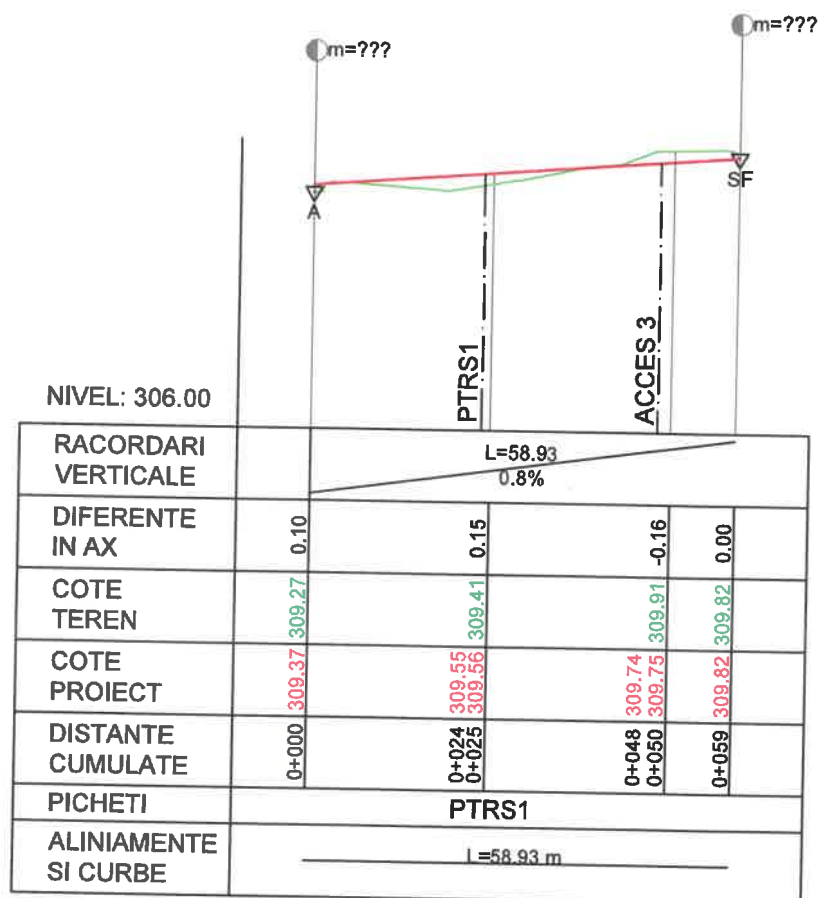 m=???
m=???
A
SF
PTRS1
ACCES 3
NIVEL: 306.00
RACORDARI
VERTICALE
L=58.93
0.8%
DIFERENTE
IN AX
0.10
0.15
-0.16
0.00
COTE
TEREN
309.27
309.41
309.91
309.82
COTE
PROIECT
309.37
309.55
309.56
309.74
309.75
309.82
DISTANTE
CUMULATE
0+000
0+024
0+025
0+048
0+050
0+059
PICHETI
PTRS1
ALINIAMENTE
SI CURBE
L=58.93 m